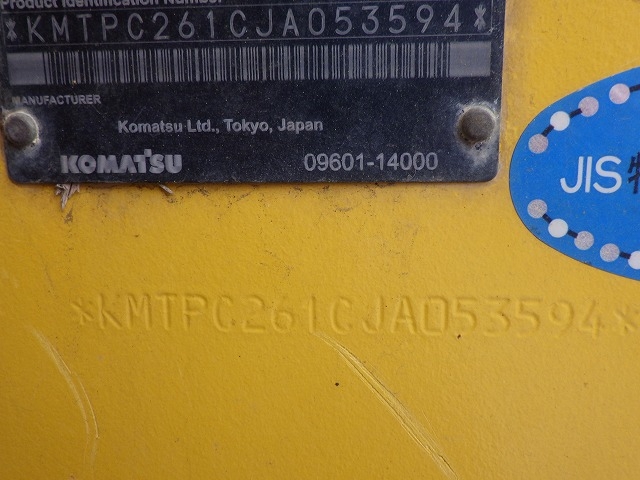 Product Identification Number
*KMTPC261CJA053594*
MANUFACTURER
Komatsu Ltd., Tokyo, Japan
KOMATSU
09601-14000
JIS
*KMTPC261CJA053594*